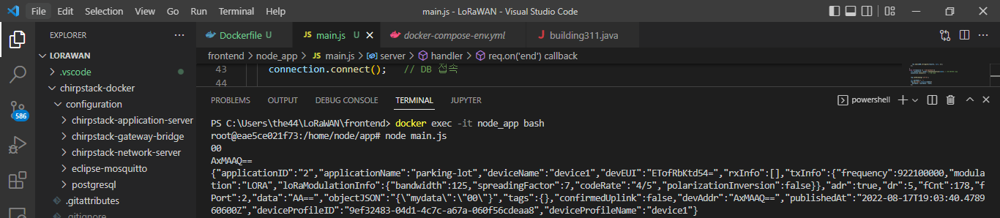 File Edit Selection View Go Run Terminal Help main.js - LoRaWAN - Visual Studio Code
EXPLORER
LORAWAN
.vscode
chirpstack-docker
configuration
chirpstack-application-server
chirpstack-gateway-bridge
chirpstack-network-server
eclipse-mosquitto
postgresql
.gitattributes
.gitignore
586
Dockerfile U JS main.js U docker-compose-env.yml J building311.java
frontend > node_app > JS main.js > server > handler > req.on('end') callback
43 connection.connect(); // DB 접속
44
PROBLEMS OUTPUT DEBUG CONSOLE TERMINAL JUPYTER powershell
PS C:\Users\the44\LoRaWAN\frontend> docker exec -it node_app bash
root@eae5ce021f73:/home/node/app# node main.js
00
AxMAAQ==
{"applicationID":"2","applicationName":"parking-lot","deviceName":"device1","devEUI":"ETofRbKtd54=","rxInfo":[],"txInfo":{"frequency":922100000,"modula
tion":"LORA","loRaModulationInfo":{"bandwidth":125,"spreadingFactor":7,"codeRate":"4/5","polarizationInversion":false}},"adr":true,"dr":5,"fCnt":178,"f
Port":2,"data":"AA==","objectJSON":"{\"mydata\":\"00\"}","tags":{},"confirmedUplink":false,"devAddr":"AxMAAQ==","publishedAt":"2022-08-17T19:03:40.4789
60600Z","deviceProfileID":"9ef32483-04d1-4c7c-a67a-060f56cdeaa8","deviceProfileName":"device1"}